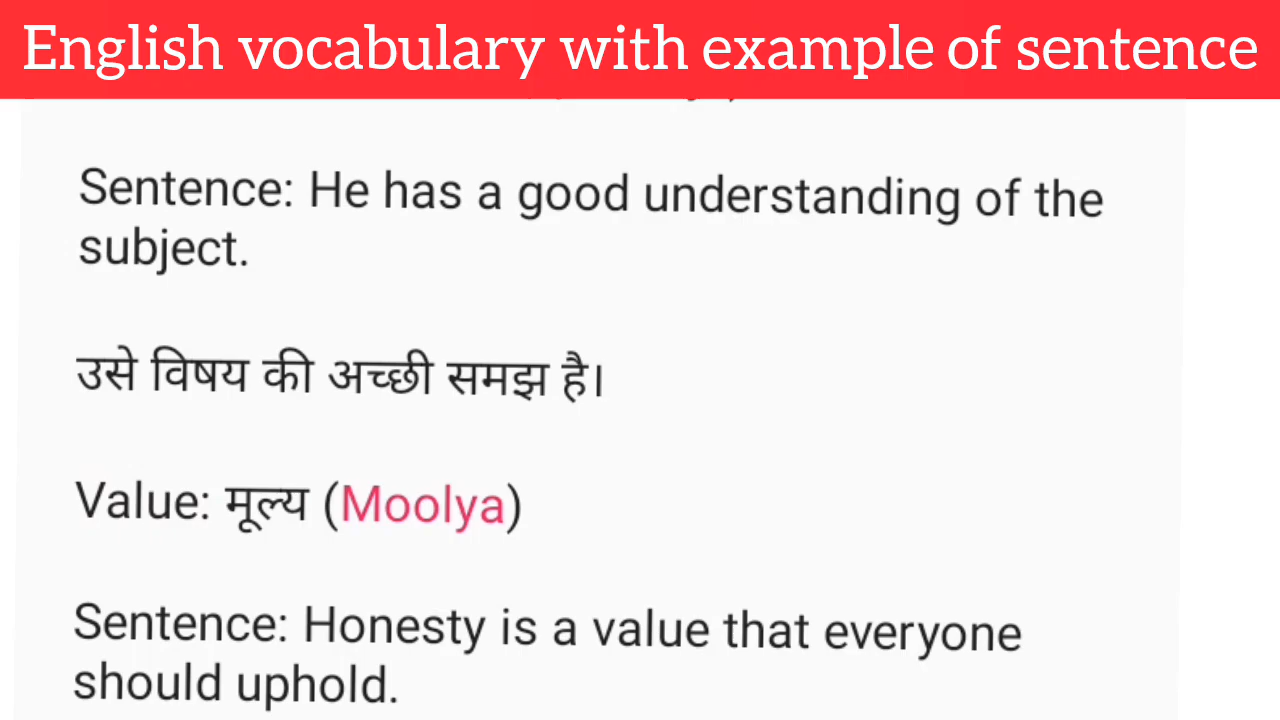 English vocabulary with example of sentence
Sentence: He has a good understanding of the
subject.
उसे विषय की अच्छी समझ है।
Value: मूल्य (Moolya)
Sentence: Honesty is a value that everyone
should uphold.